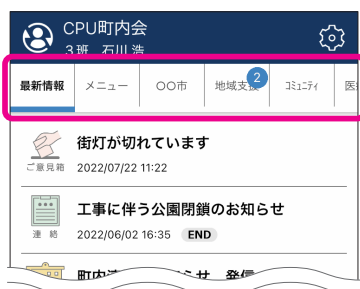 CPU町内会
3班 石川 浩
最新情報 メニュー 〇〇市 地域支援 2 コミュニティ 医
街灯が切れています
ご意見箱 2022/07/22 11:22
工事に伴う公園閉鎖のお知らせ
連 絡 2022/06/02 16:35 END